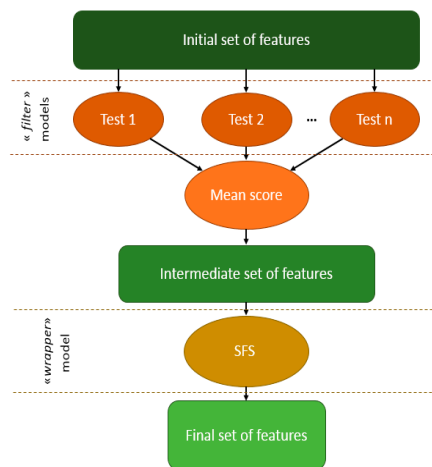 Initial set of features
« filter »
models
Test 1
Test 2
...
Test n
Mean score
Intermediate set of features
«wrapper»
model
SFS
Final set of features